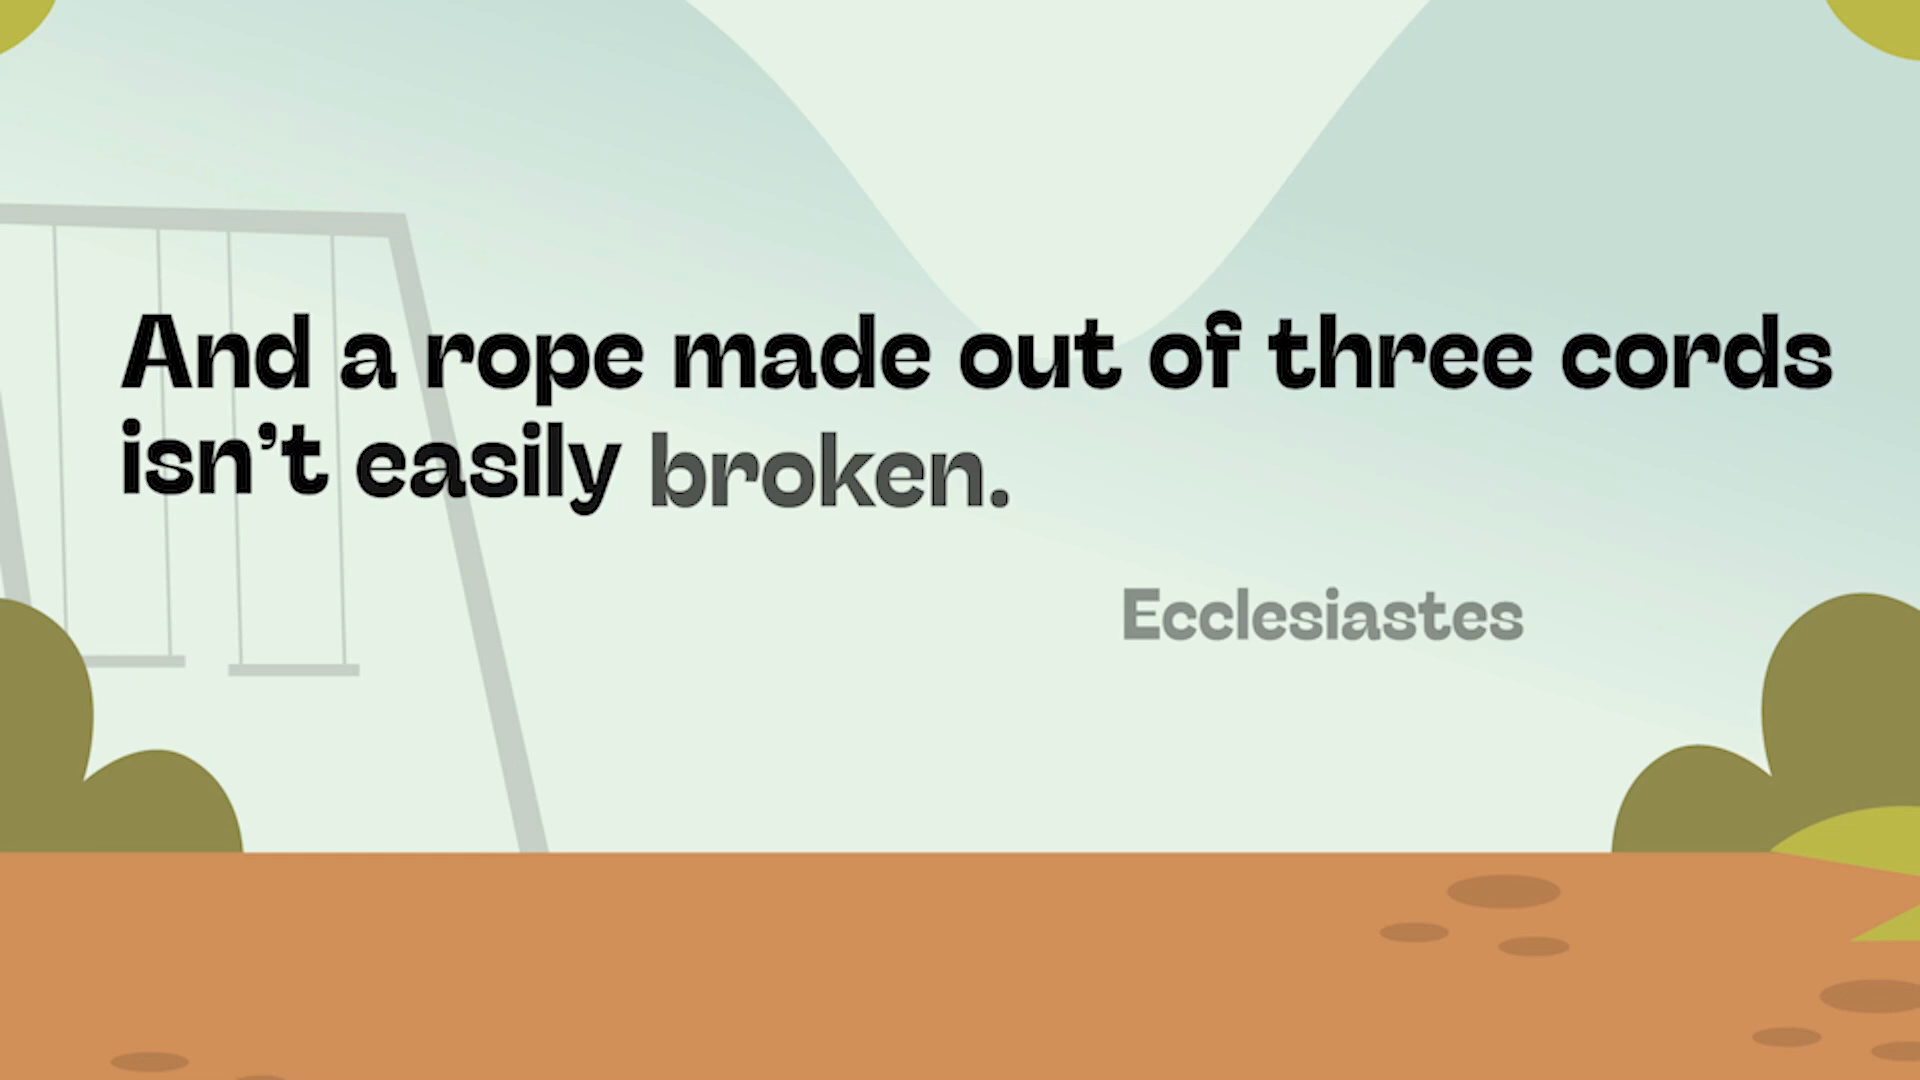 And a rope made out of three cords
isn’t easily broken.
Ecclesiastes